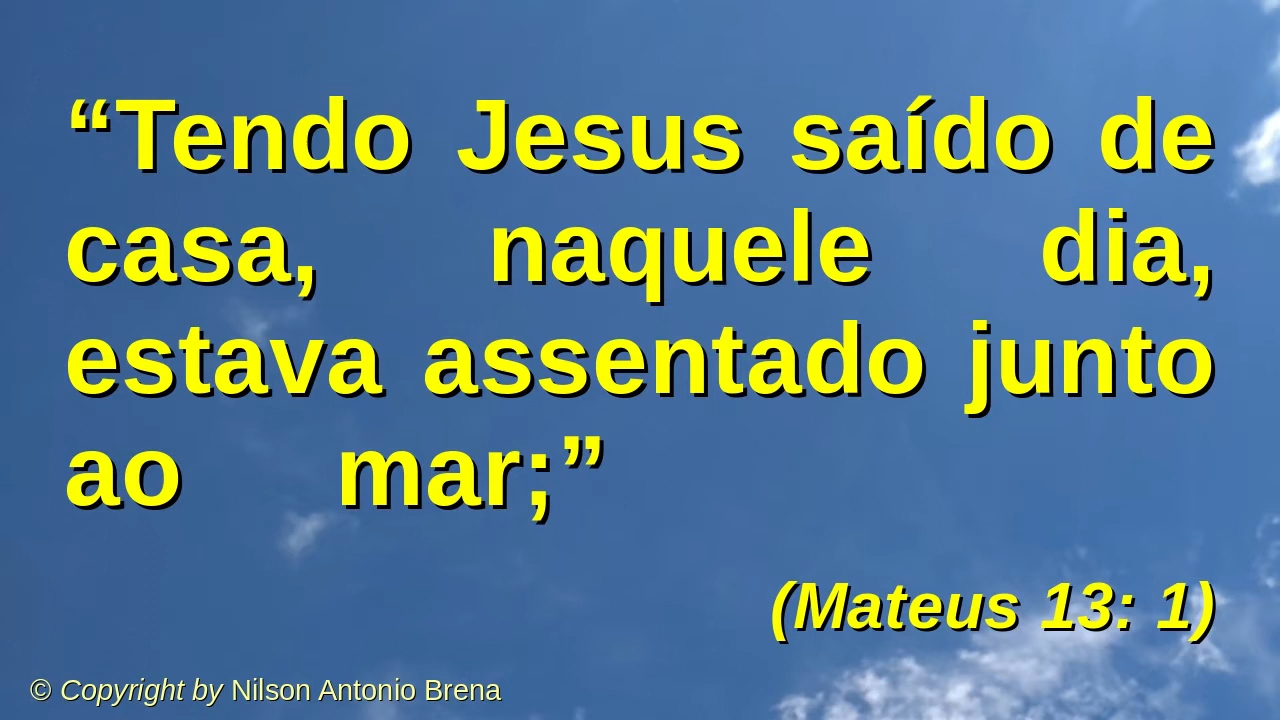 “Tendo Jesus saído de
casa, naquele dia,
estava assentado junto
ao mar;”
(Mateus 13: 1)
© Copyright by Nilson Antonio Brena